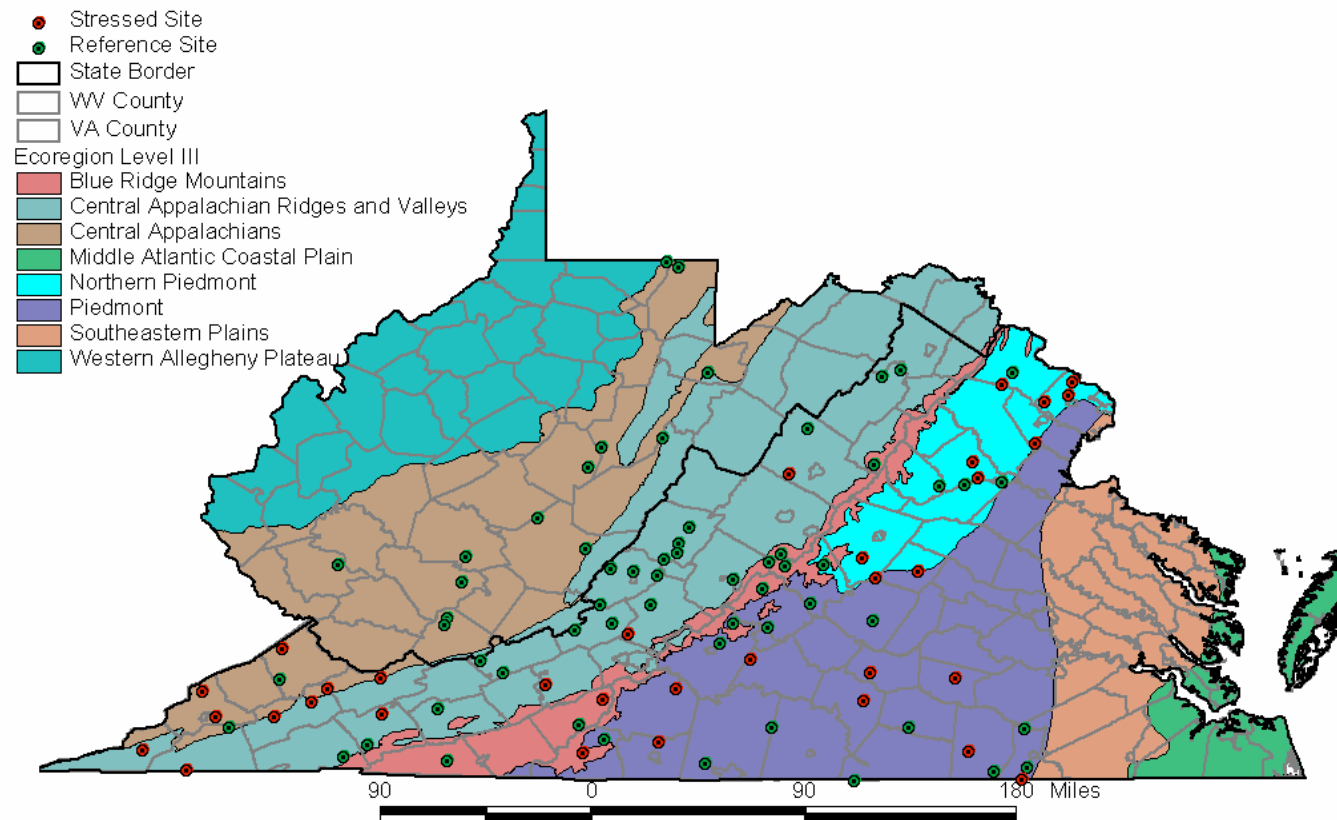 Stressed Site
Reference Site
State Border
WV County
VA County
Ecoregion Level III
Blue Ridge Mountains
Central Appalachian Ridges and Valleys
Central Appalachians
Middle Atlantic Coastal Plain
Northern Piedmont
Piedmont
Southeastern Plains
Western Allegheny Plateau
90 0 90 180 Miles